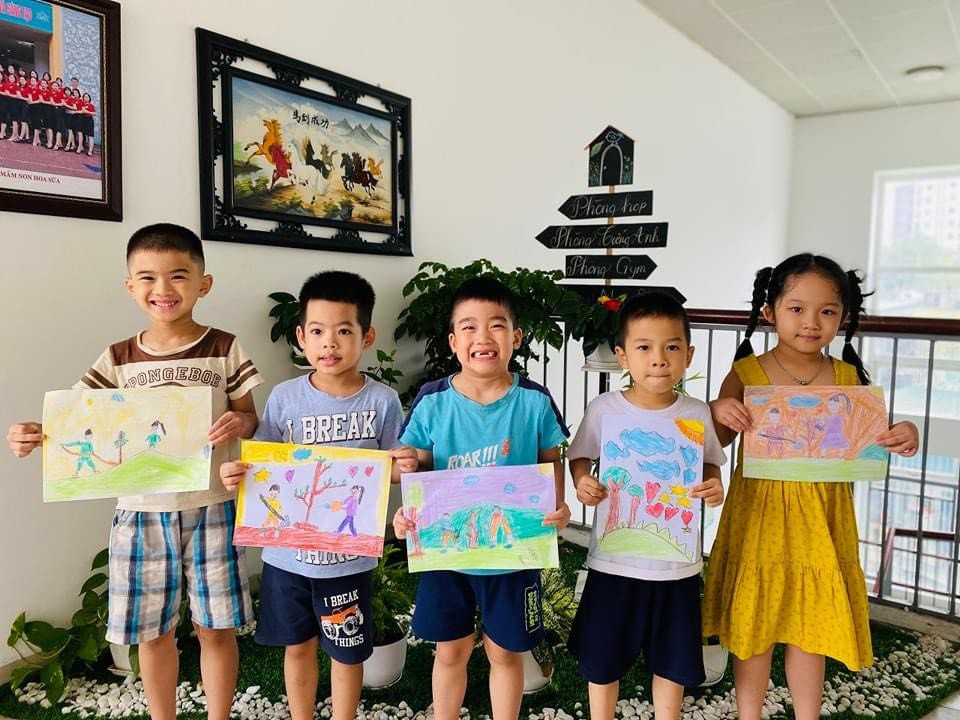 MẦM NON HOA SỮA
馬到成功
Phòng họp
Phòng Tiếng Anh
Phòng Gym
SPONGEBOB
I BREAK
THINGS
ROAR!!!
I BREAK
THINGS